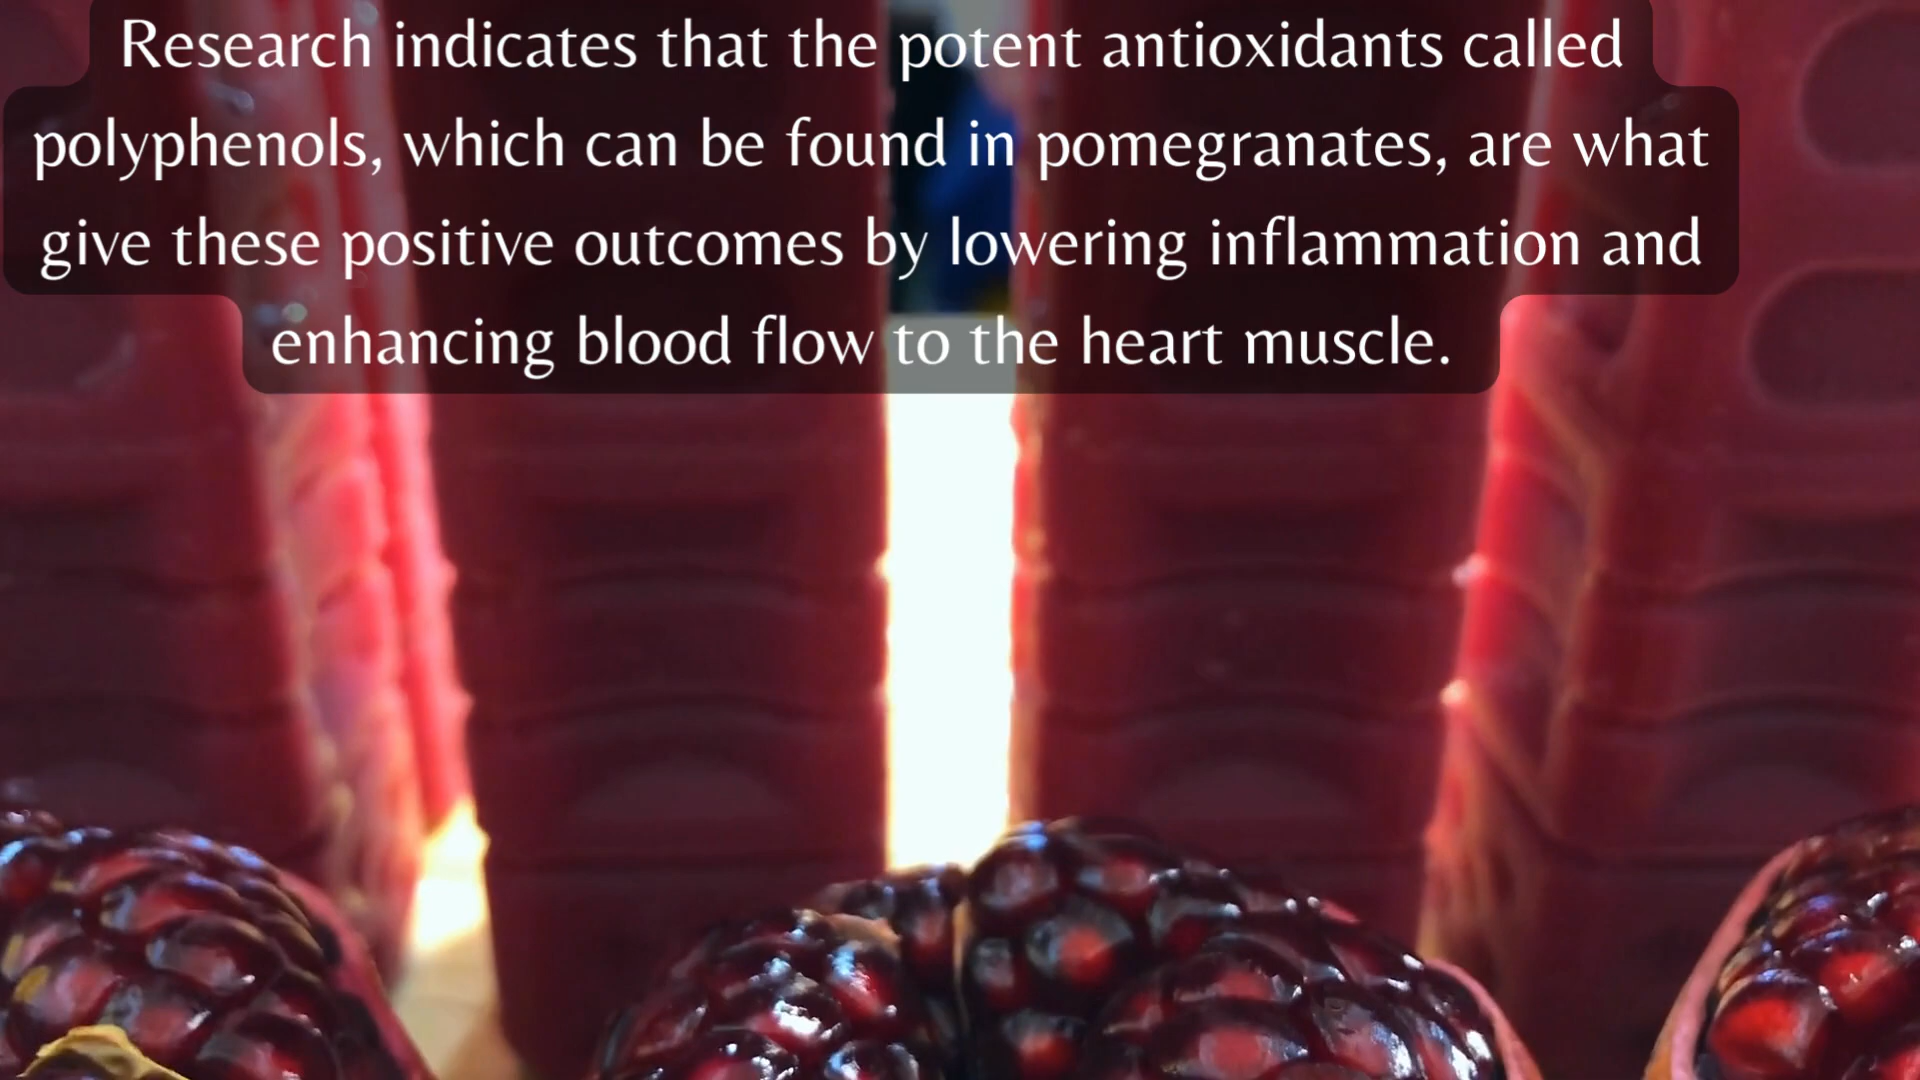 Research indicates that the potent antioxidants called
polyphenols, which can be found in pomegranates, are what
give these positive outcomes by lowering inflammation and
enhancing blood flow to the heart muscle.